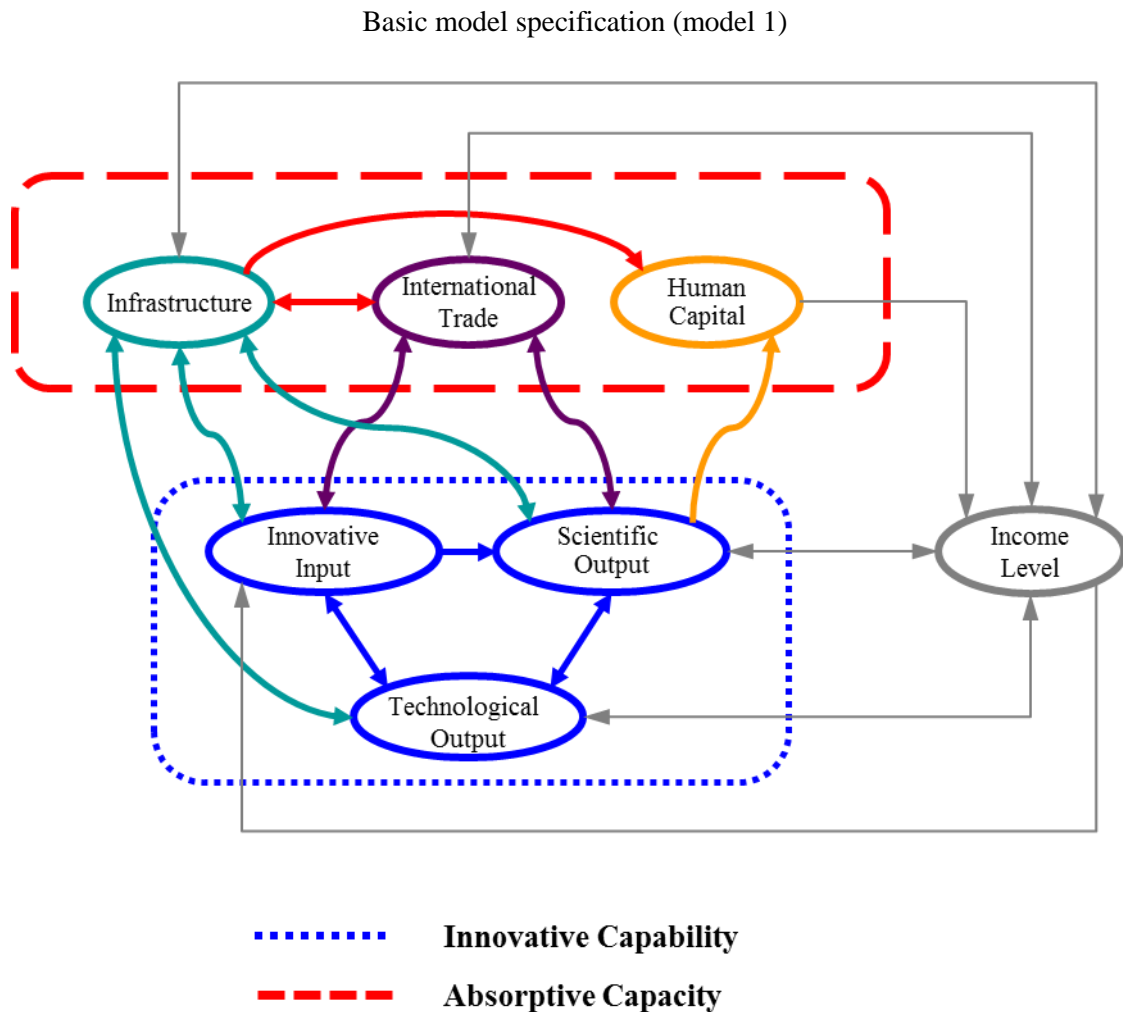 Basic model specification (model 1)
Infrastructure
International
Trade
Human
Capital
Innovative
Input
Scientific
Output
Income
Level
Technological
Output
Innovative Capability
Absorptive Capacity